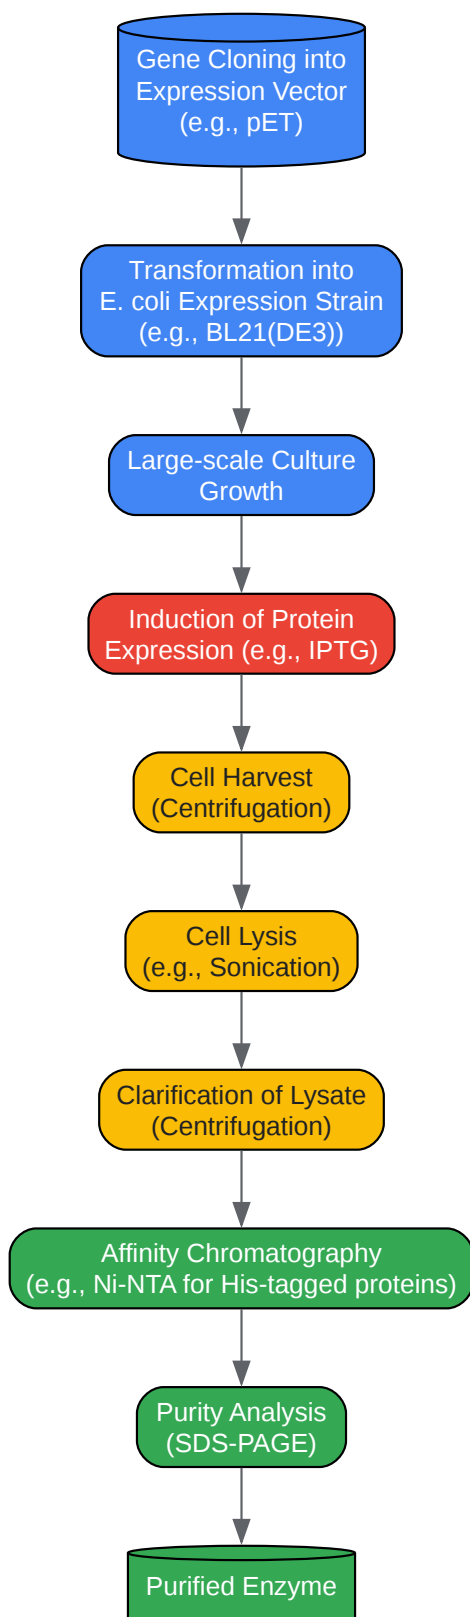 Gene Cloning into
Expression Vector
(e.g., pET)
Transformation into
E. coli Expression Strain
(e.g., BL21(DE3))
Large-scale Culture
Growth
Induction of Protein
Expression (e.g., IPTG)
Cell Harvest
(Centrifugation)
Cell Lysis
(e.g., Sonication)
Clarification of Lysate
(Centrifugation)
Affinity Chromatography
(e.g., Ni-NTA for His-tagged proteins)
Purity Analysis
(SDS-PAGE)
Purified Enzyme